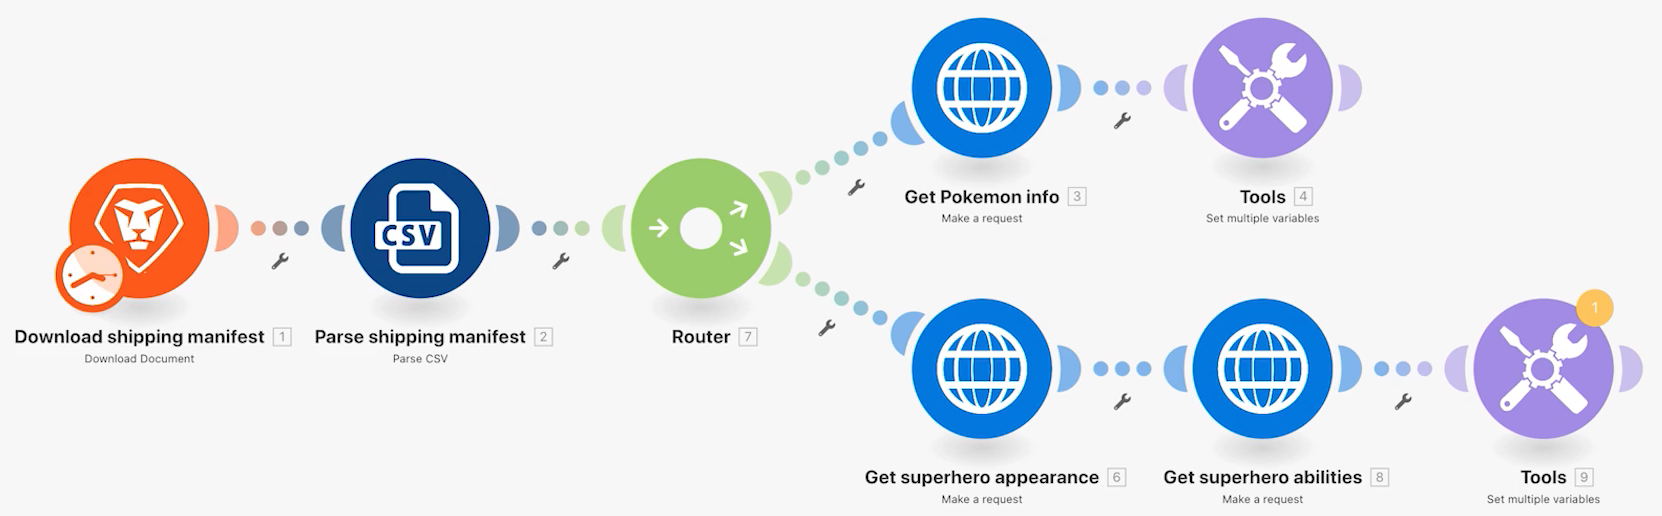 Get Pokemon info 3
Make a request
Tools 4
Set multiple variables
CSV
Download shipping manifest 1
Download Document
Parse shipping manifest 2
Parse CSV
Router 7
1
Get superhero appearance 6
Make a request
Get superhero abilities 8
Make a request
Tools 9
Set multiple variables